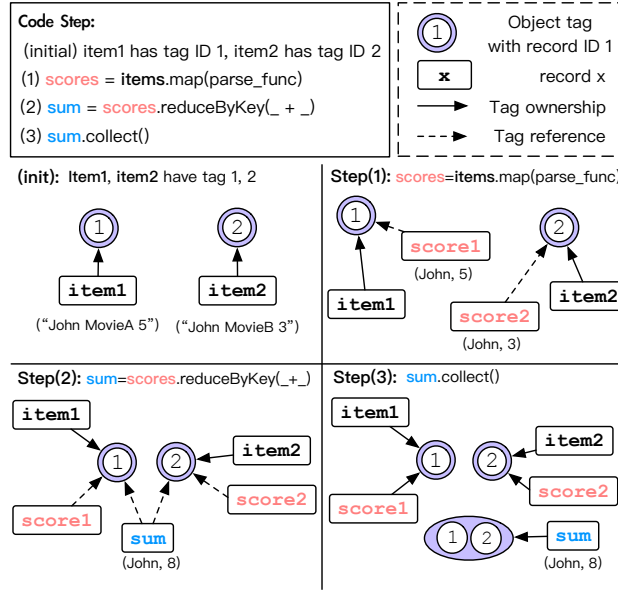 Code Step:
(initial) item1 has tag ID 1, item2 has tag ID 2
(1) scores = items.map(parse_func)
(2) sum = scores.reduceByKey(_ + _)
(3) sum.collect()
1
Object tag
with record ID 1
x
record x
Tag ownership
Tag reference
(init): Item1, item2 have tag 1, 2
1
2
item1
item2
("John MovieA 5")
("John MovieB 3")
Step(1): scores=items.map(parse_func)
1
2
score1
(John, 5)
item1
item2
score2
(John, 3)
Step(2): sum=scores.reduceByKey(_+_)
item1
item2
1
2
score1
score2
sum
(John, 8)
Step(3): sum.collect()
item1
item2
1
2
score1
score2
1
2
sum
(John, 8)